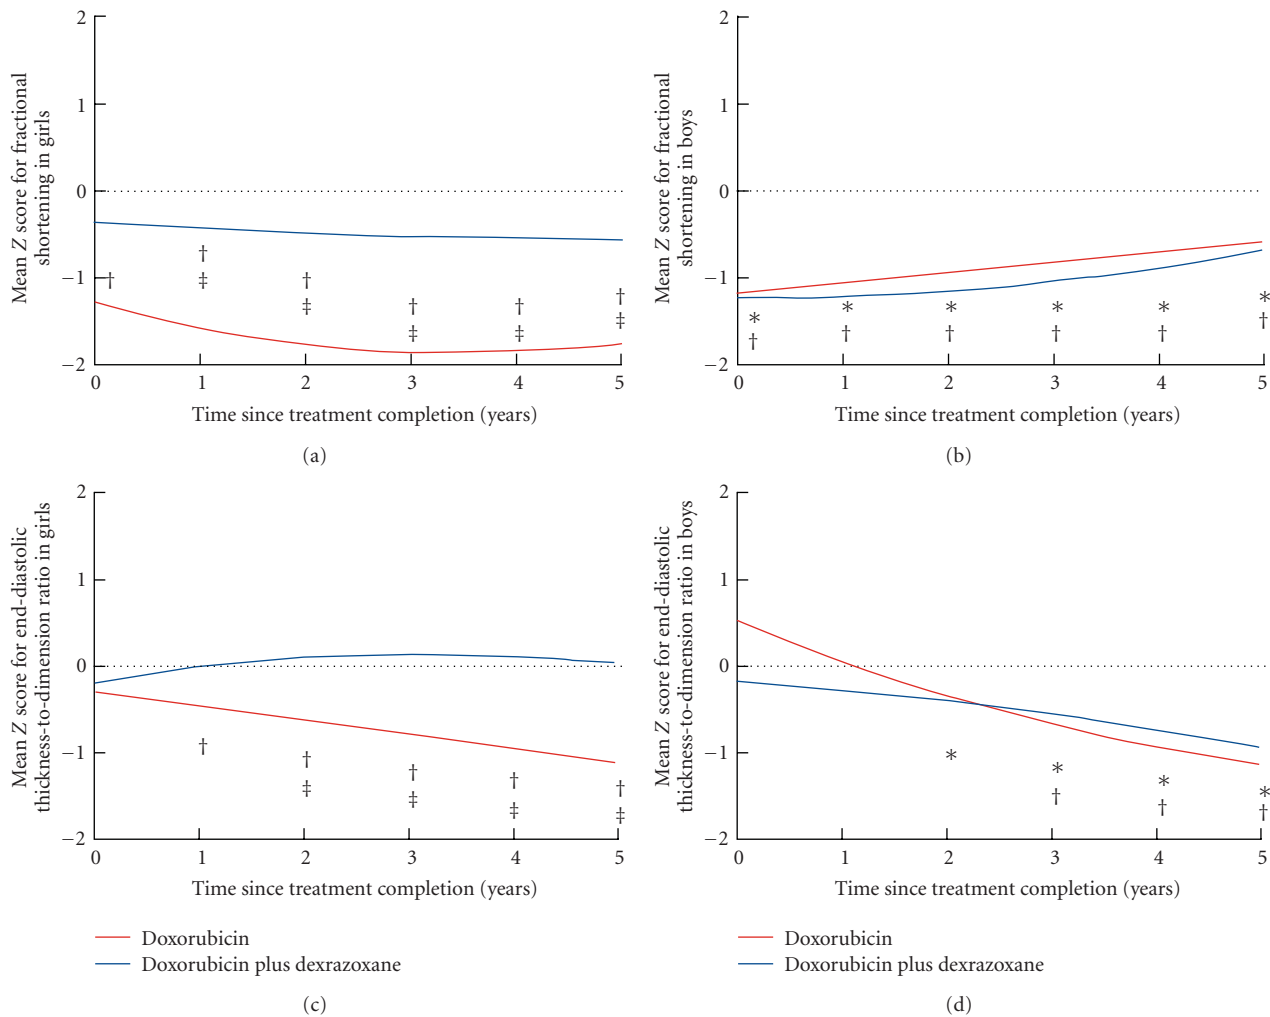 Mean Z score for fractional
shortening in girls
2
1
0
−1
−2
†
†
‡
†
‡
†
‡
†
‡
†
‡
0 1 2 3 4 5
Time since treatment completion (years)
(a)
Mean Z score for fractional
shortening in boys
2
1
0
−1
−2
*
†
*
†
*
†
*
†
*
†
*
†
0 1 2 3 4 5
Time since treatment completion (years)
(b)
Mean Z score for end-diastolic
thickness-to-dimension ratio in girls
2
1
0
−1
−2
†
†
‡
†
‡
†
‡
†
‡
0 1 2 3 4 5
Time since treatment completion (years)
Doxorubicin
Doxorubicin plus dexrazoxane
(c)
Mean Z score for end-diastolic
thickness-to-dimension ratio in boys
2
1
0
−1
−2
*
*
†
*
†
*
†
0 1 2 3 4 5
Time since treatment completion (years)
Doxorubicin
Doxorubicin plus dexrazoxane
(d)